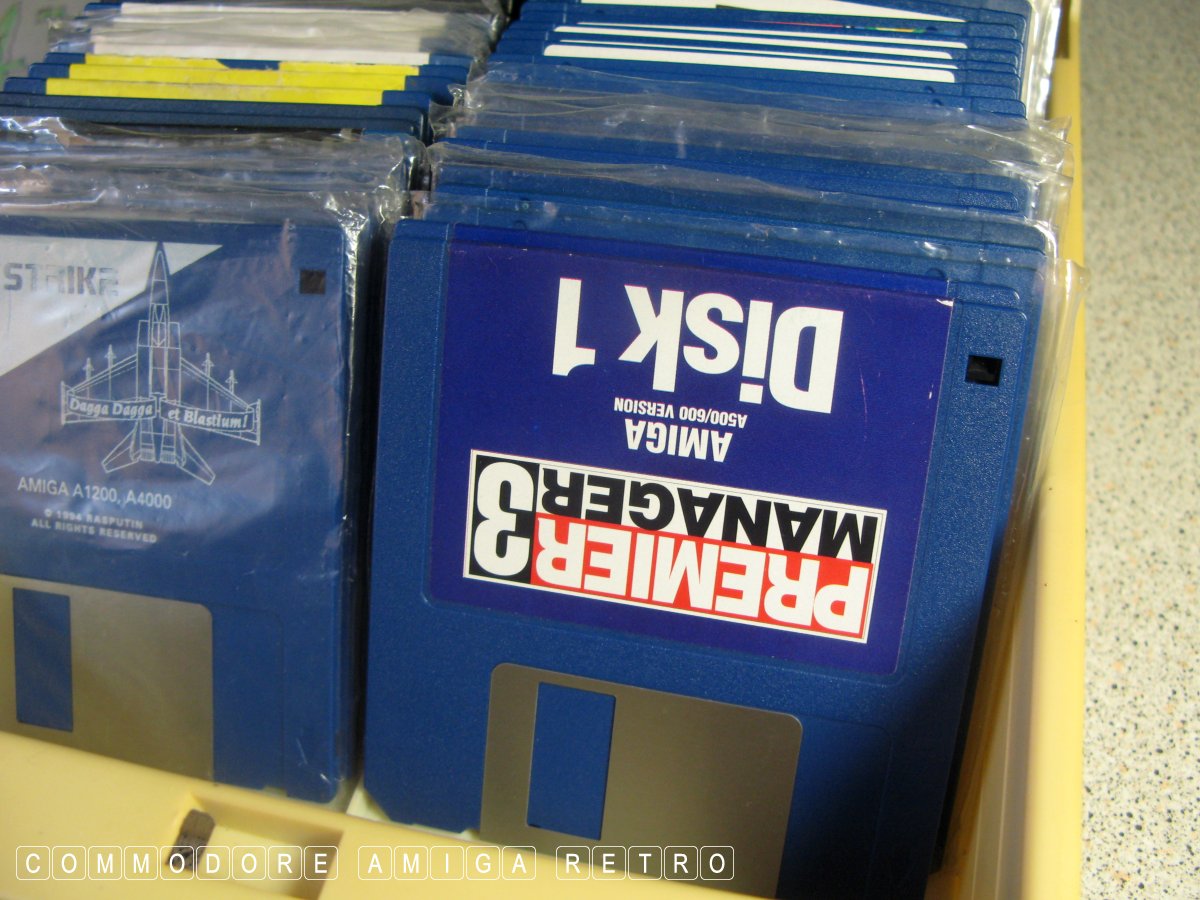 STRIKE
Dagga Dagga et Blastium!
AMIGA A1200, A4000
© 1994 RASPUTIN
ALL RIGHTS RESERVED
PREMIER
MANAGER 3
AMIGA
A500/600 VERSION
Disk 1
COMMODORE AMIGA RETRO